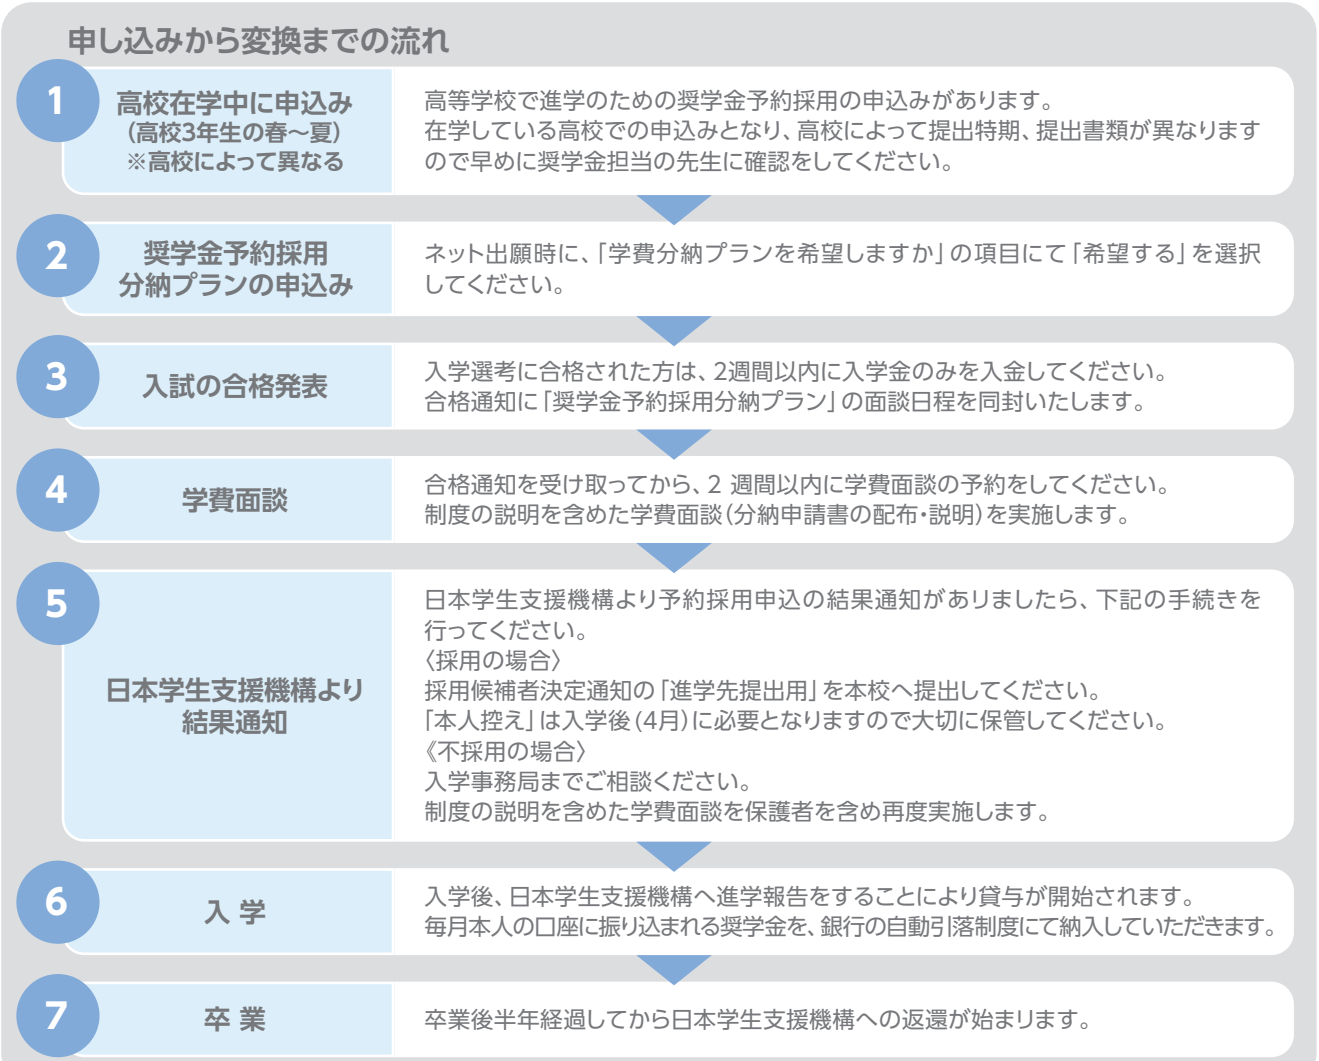 申し込みから変換までの流れ
1
高校在学中に申込み
（高校3年生の春～夏）
※高校によって異なる
高等学校で進学のための奨学金予約採用の申込みがあります。
在学している高校での申込みとなり、高校によって提出特期、提出書類が異なります
ので早めに奨学金担当の先生に確認をしてください。
2
奨学金予約採用
分納プランの申込み
ネット出願時に、「学費分納プランを希望しますか」の項目にて「希望する」を選択
してください。
3
入試の合格発表
入学選考に合格された方は、2週間以内に入学金のみを入金してください。
合格通知に「奨学金予約採用分納プラン」の面談日程を同封いたします。
4
学費面談
合格通知を受け取ってから、2 週間以内に学費面談の予約をしてください。
制度の説明を含めた学費面談（分納申請書の配布・説明）を実施します。
5
日本学生支援機構より
結果通知
日本学生支援機構より予約採用申込の結果通知がありましたら、下記の手続きを
行ってください。
〈採用の場合〉
採用候補者決定通知の「進学先提出用」を本校へ提出してください。
「本人控え」は入学後（4月）に必要となりますので大切に保管してください。
《不採用の場合〉
入学事務局までご相談ください。
制度の説明を含めた学費面談を保護者を含め再度実施します。
6
入 学
入学後、日本学生支援機構へ進学報告をすることにより貸与が開始されます。
毎月本人の口座に振り込まれる奨学金を、銀行の自動引落制度にて納入していただきます。
7
卒 業
卒業後半年経過してから日本学生支援機構への返還が始まります。